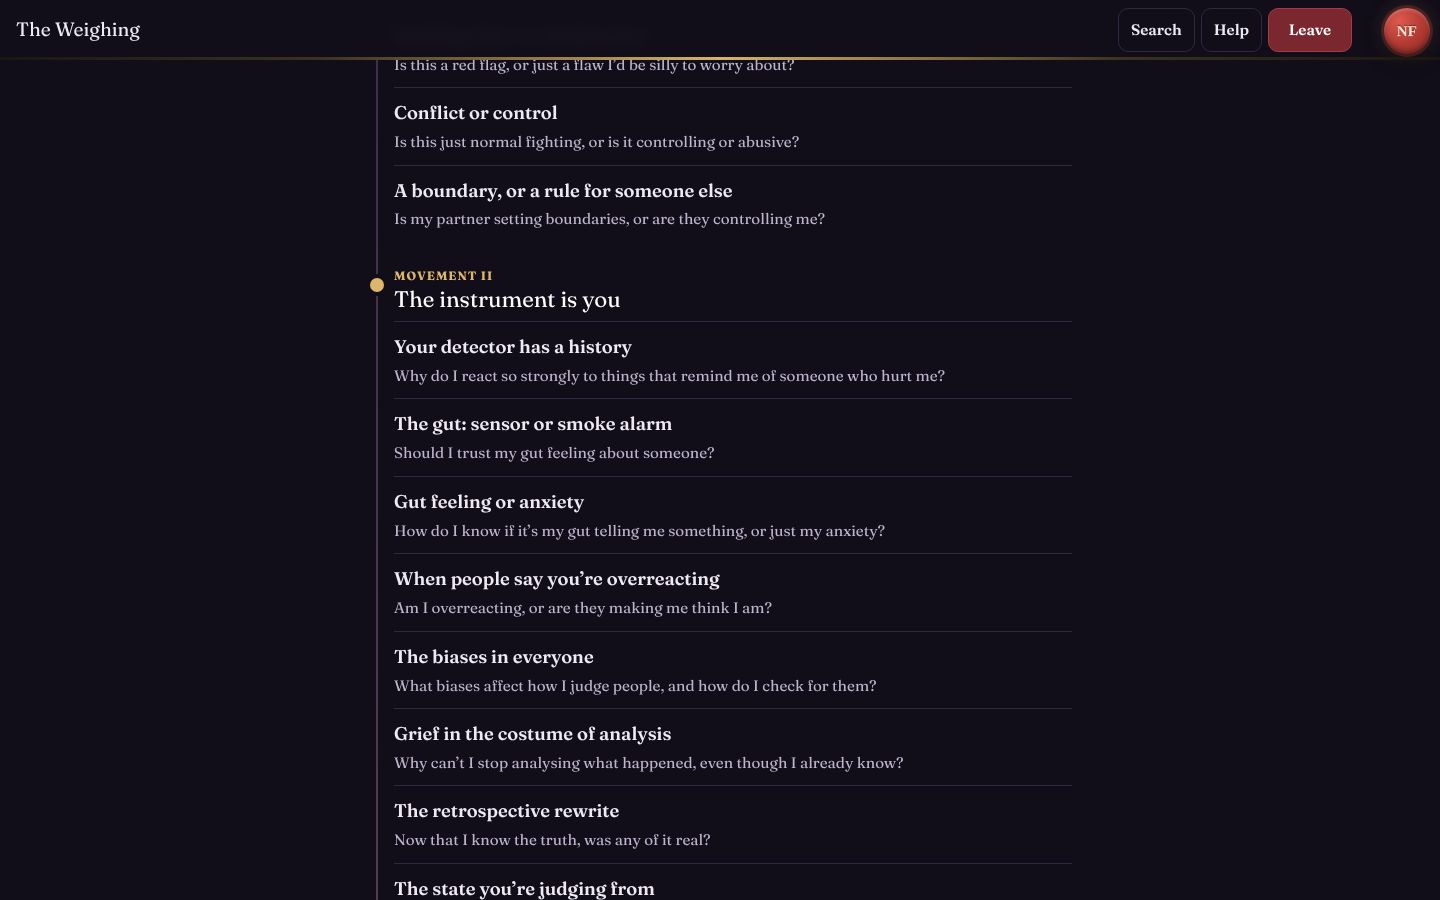 The Weighing
Search
Help
Leave
NF
Is this a red flag, or just a flaw I'd be silly to worry about?
Conflict or control
Is this just normal fighting, or is it controlling or abusive?
A boundary, or a rule for someone else
Is my partner setting boundaries, or are they controlling me?
MOVEMENT II
The instrument is you
Your detector has a history
Why do I react so strongly to things that remind me of someone who hurt me?
The gut: sensor or smoke alarm
Should I trust my gut feeling about someone?
Gut feeling or anxiety
How do I know if it's my gut telling me something, or just my anxiety?
When people say you're overreacting
Am I overreacting, or are they making me think I am?
The biases in everyone
What biases affect how I judge people, and how do I check for them?
Grief in the costume of analysis
Why can't I stop analysing what happened, even though I already know?
The retrospective rewrite
Now that I know the truth, was any of it real?
The state you're judging from